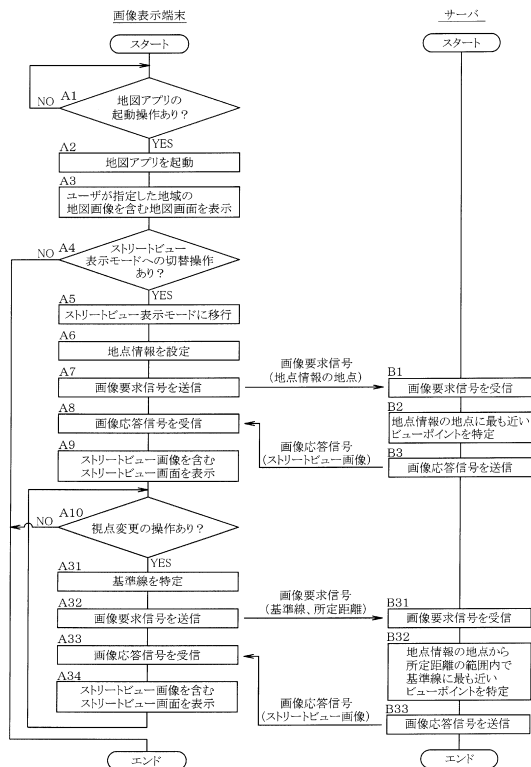 画像表示端末
サーバ
スタート
スタート
A1
地図アプリの
起動操作あり?
NO
YES
A2
地図アプリを起動
A3
ユーザが指定した地域の
地図画像を含む地図画面を表示
A4
NO
ストリートビュー
表示モードへの切替操作
あり?
YES
A5
ストリートビュー表示モードに移行
A6
地点情報を設定
A7
画像要求信号を送信
画像要求信号
(地点情報の地点)
B1
画像要求信号を受信
B2
地点情報の地点に最も近い
ビューポイントを特定
A8
画像応答信号を受信
画像応答信号
(ストリートビュー画像)
B3
画像応答信号を送信
A9
ストリートビュー画像を含む
ストリートビュー画面を表示
A10
NO
視点変更の操作あり?
YES
A31
基準線を特定
A32
画像要求信号を送信
画像要求信号
(基準線、所定距離)
B31
画像要求信号を受信
B32
地点情報の地点から
所定距離の範囲内で
基準線に最も近い
ビューポイントを特定
A33
画像応答信号を受信
A34
ストリートビュー画像を含む
ストリートビュー画面を表示
画像応答信号
(ストリートビュー画像)
B33
画像応答信号を送信
エンド
エンド